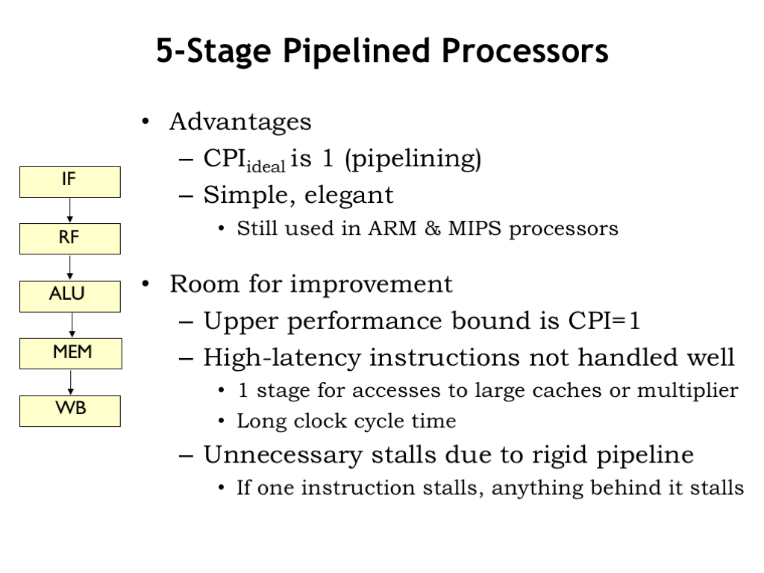 5-Stage Pipelined Processors
IF
RF
ALU
MEM
WB
• Advantages
– CPIideal is 1 (pipelining)
– Simple, elegant
• Still used in ARM & MIPS processors
• Room for improvement
– Upper performance bound is CPI=1
– High-latency instructions not handled well
• 1 stage for accesses to large caches or multiplier
• Long clock cycle time
– Unnecessary stalls due to rigid pipeline
• If one instruction stalls, anything behind it stalls